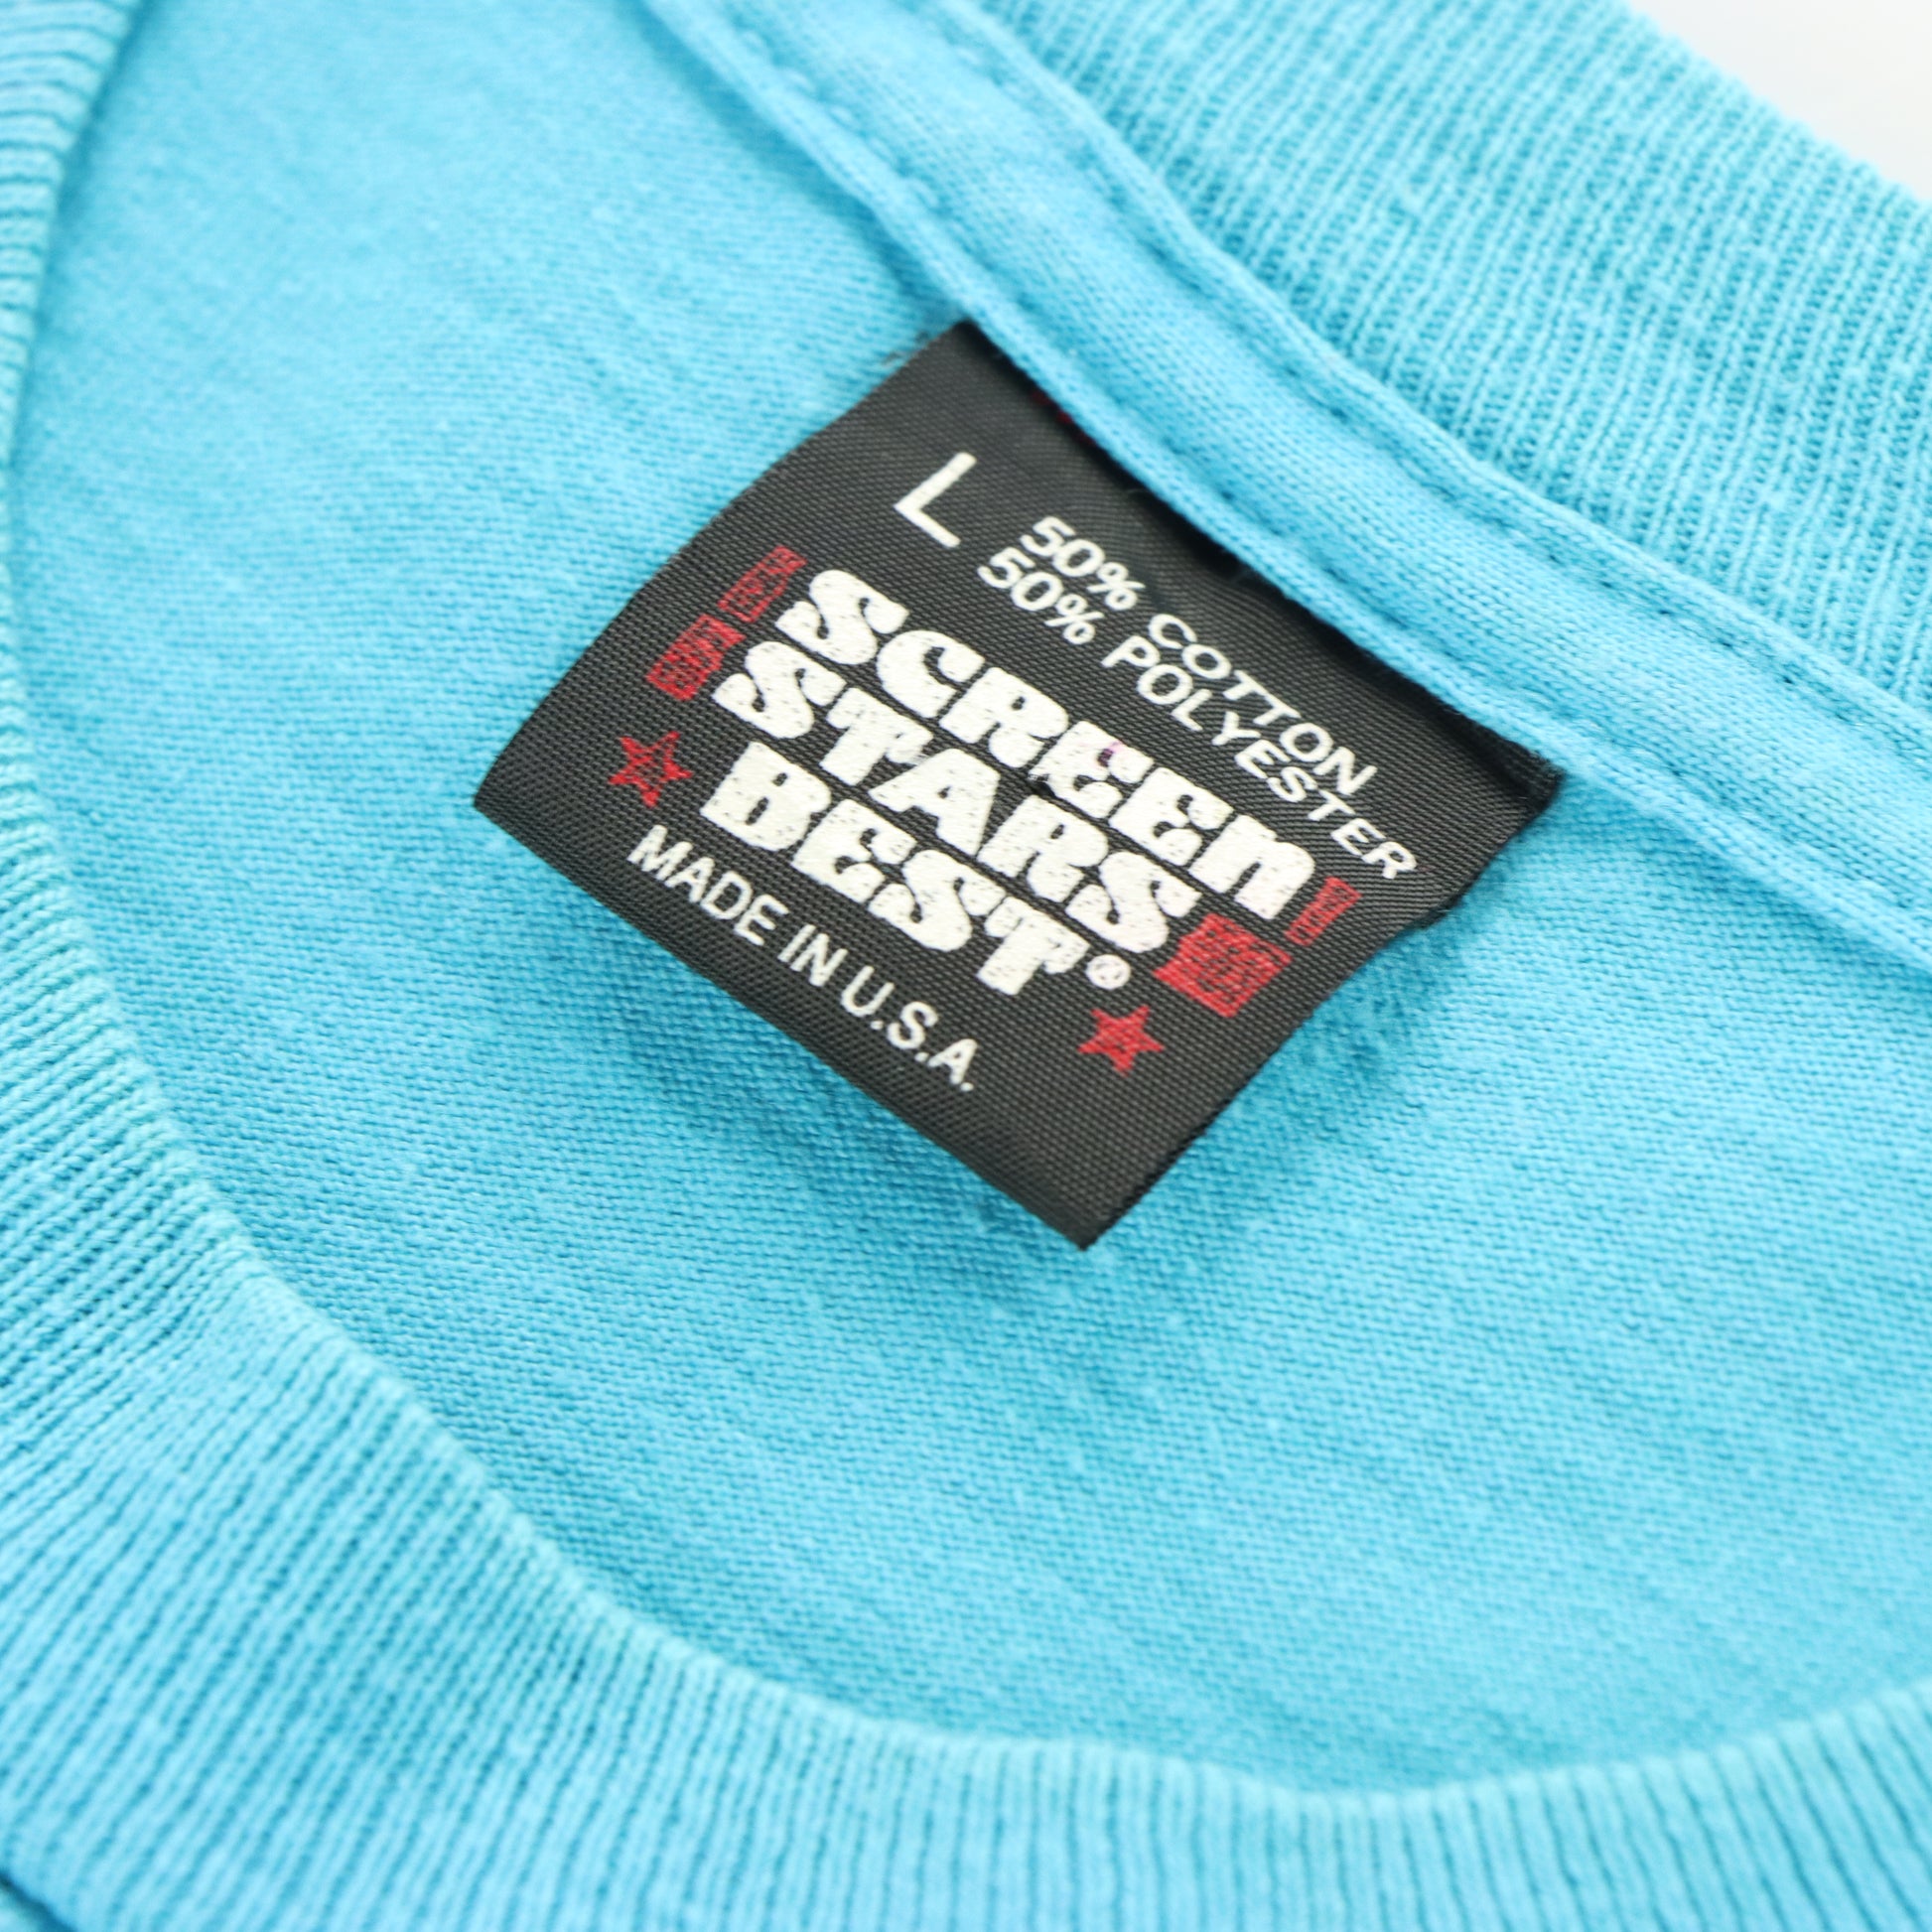 L
50% COTTON
50% POLYESTER
SCREEN
STARS
BEST®
MADE IN U.S.A.